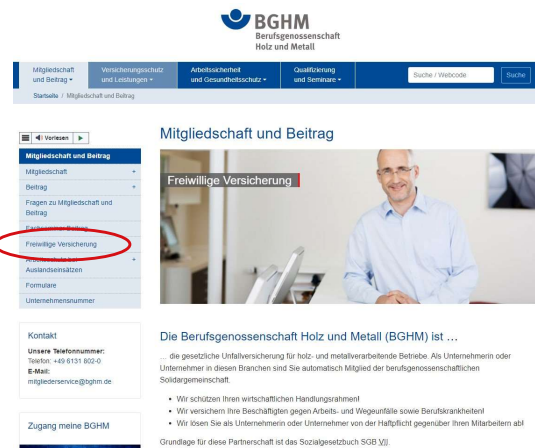 BGHM
Berufsgenossenschaft
Holz und Metall
Mitgliedschaft und Beitrag
Versicherungsschutz und Leistungen
Arbeitssicherheit und Gesundheitsschutz
Qualifizierung und Seminare
Suche / Webcode
Suche
Startseite / Mitgliedschaft und Beitrag
Vorlesen
Mitgliedschaft und Beitrag
Mitgliedschaft +
Beitrag +
Fragen zu Mitgliedschaft und
Beitrag
Freiwillige Versicherung
Auslandseinsätzen
Formulare
Unternehmensnummer
Kontakt
Unsere Telefonnummer:
Telefon: +49 6131 802-0
E-Mail:
mitgliederservice@bghm.de
Zugang meine BGHM
Mitgliedschaft und Beitrag
Freiwillige Versicherung
Die Berufsgenossenschaft Holz und Metall (BGHM) ist …
… die gesetzliche Unfallversicherung für holz- und metallverarbeitende Betriebe. Als Unternehmerin oder
Unternehmer in diesen Branchen sind Sie automatisch Mitglied der berufsgenossenschaftlichen
Solidargemeinschaft.
• Wir schützen Ihren wirtschaftlichen Handlungsrahmen!
• Wir versichern Ihre Beschäftigten gegen Arbeits- und Wegeunfälle sowie Berufskrankheiten!
• Wir lösen Sie als Unternehmerin oder Unternehmer von der Haftpflicht gegenüber Ihren Mitarbeitern ab!
Grundlage für diese Partnerschaft ist das Sozialgesetzbuch SGB VII.